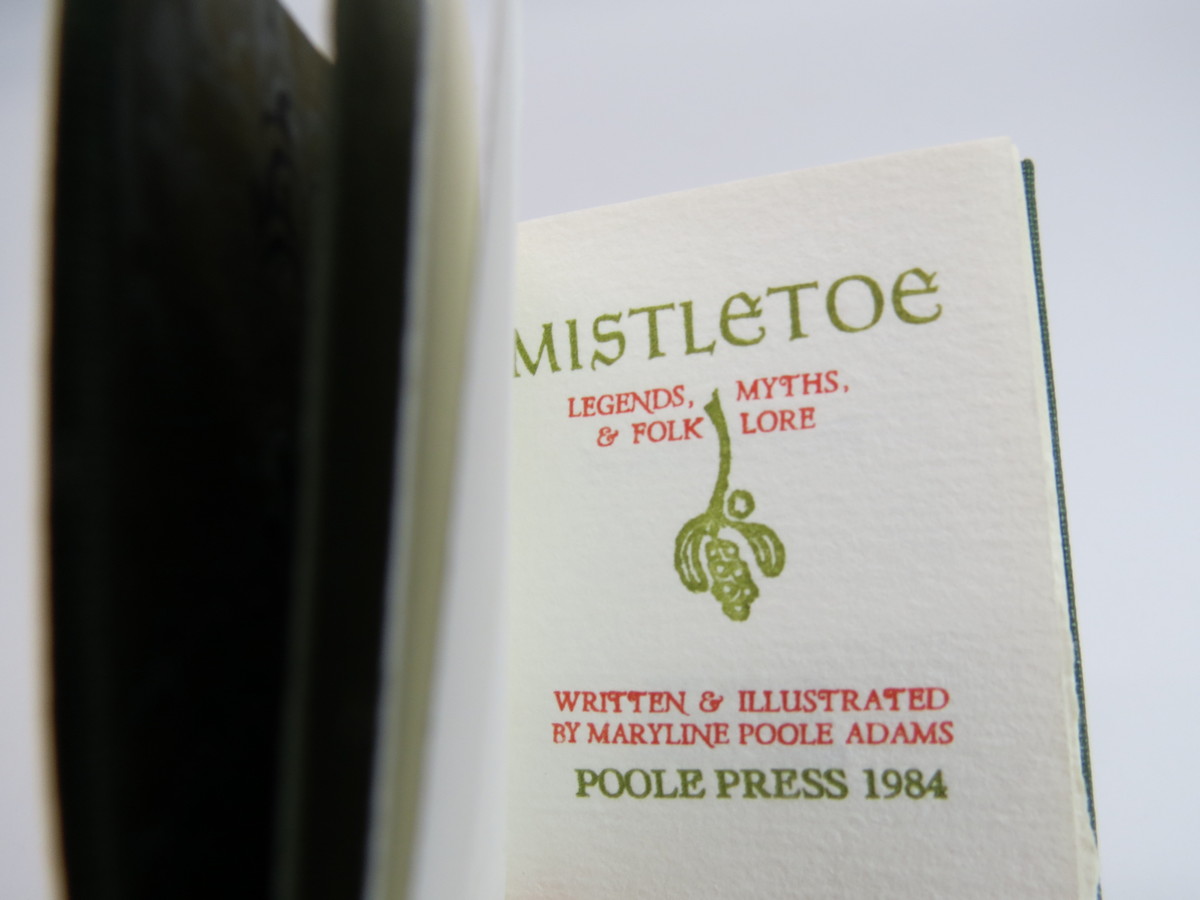 MISTLETOE
LEGENDS, MYTHS,
& FOLK LORE
WRITTEN & ILLUSTRATED
BY MARYLINE POOLE ADAMS
POOLE PRESS 1984